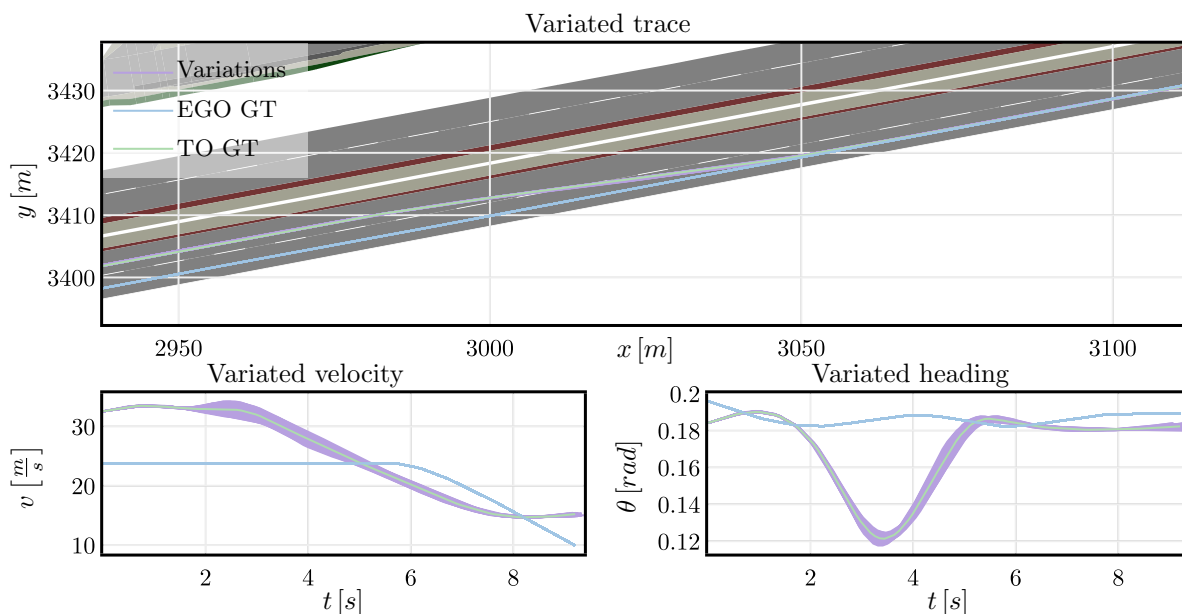 Variated trace
Variations
EGO GT
TO GT
3430
3420
3410
3400
y [m]
2950
3000
3050
3100
x [m]
Variated velocity
30
20
10
v [m/s]
2
4
6
8
t [s]
Variated heading
0.2
0.18
0.16
0.14
0.12
θ [rad]
2
4
6
8
t [s]